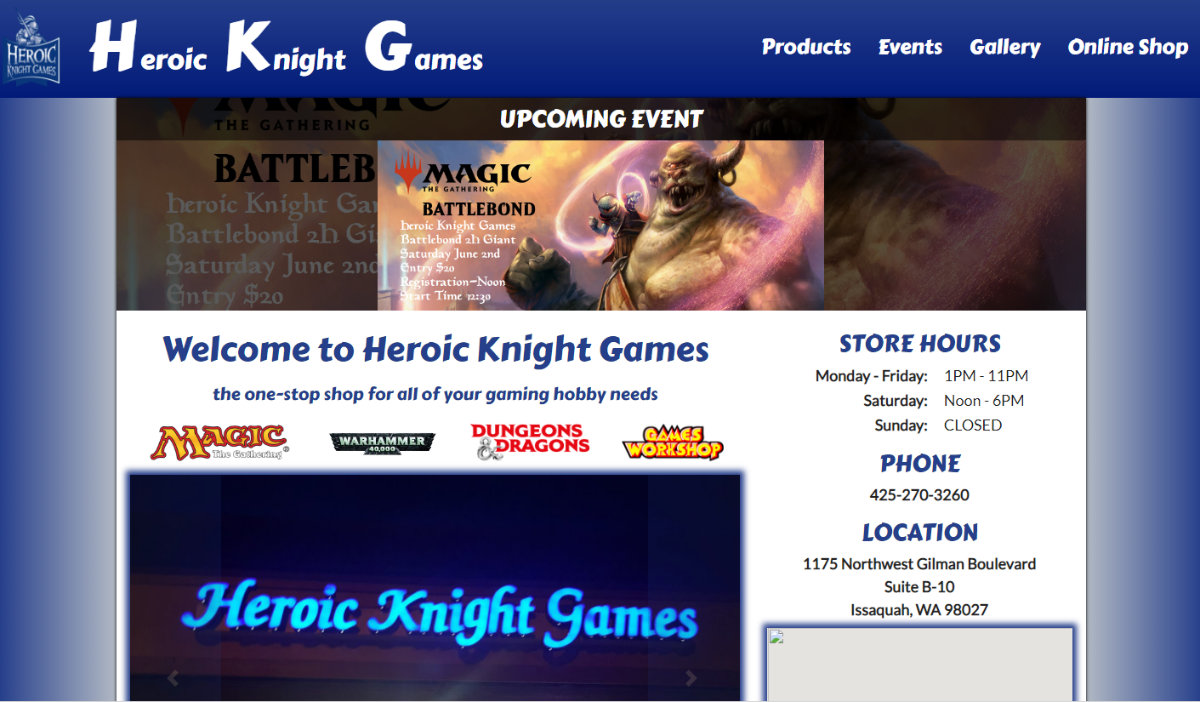 HEROIC
KNIGHT GAMES
Heroic Knight Games
Products Events Gallery Online Shop
MAGIC
THE GATHERING
UPCOMING EVENT
BATTLEB
heroic Knight Ga
Battlebond 2h Gi
Saturday June 2nd
Entry $20
MAGIC
THE GATHERING
BATTLEBOND
heroic Knight Games
Battlebond 2h Giant
Saturday June 2nd
Entry $20
Registration-Noon
Start Time 12:30
Welcome to Heroic Knight Games
the one-stop shop for all of your gaming hobby needs
MAGIC
The Gathering®
WARHAMMER
40,000
DUNGEONS
& DRAGONS
GAMES
WORKSHOP
Heroic Knight Games
STORE HOURS
Monday - Friday: 1PM - 11PM
Saturday: Noon - 6PM
Sunday: CLOSED
PHONE
425-270-3260
LOCATION
1175 Northwest Gilman Boulevard
Suite B-10
Issaquah, WA 98027